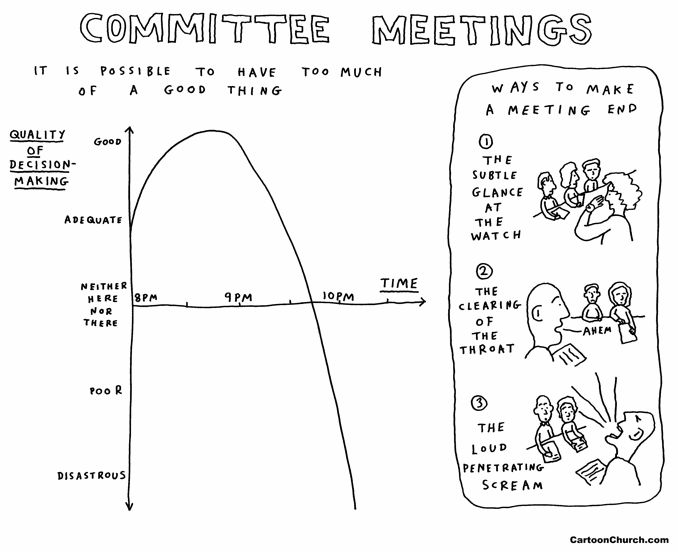 COMMITTEE MEETINGS
IT IS POSSIBLE TO HAVE TOO MUCH
OF A GOOD THING
QUALITY
OF
DECISION-
MAKING
GOOD
ADEQUATE
NEITHER
HERE
NOR
THERE
POOR
DISASTROUS
8PM
9PM
10PM
TIME
WAYS TO MAKE
A MEETING END
1
THE
SUBTLE
GLANCE
AT
THE
WATCH
2
THE
CLEARING
OF
THE
THROAT
AHEM
3
THE
LOUD
PENETRATING
SCREAM
CartoonChurch.com